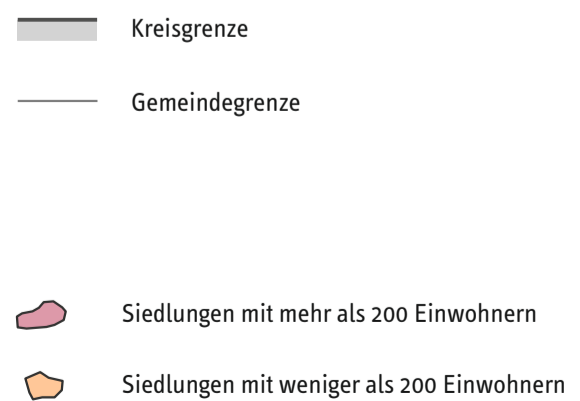 Kreisgrenze
Gemeindegrenze
Siedlungen mit mehr als 200 Einwohnern
Siedlungen mit weniger als 200 Einwohnern